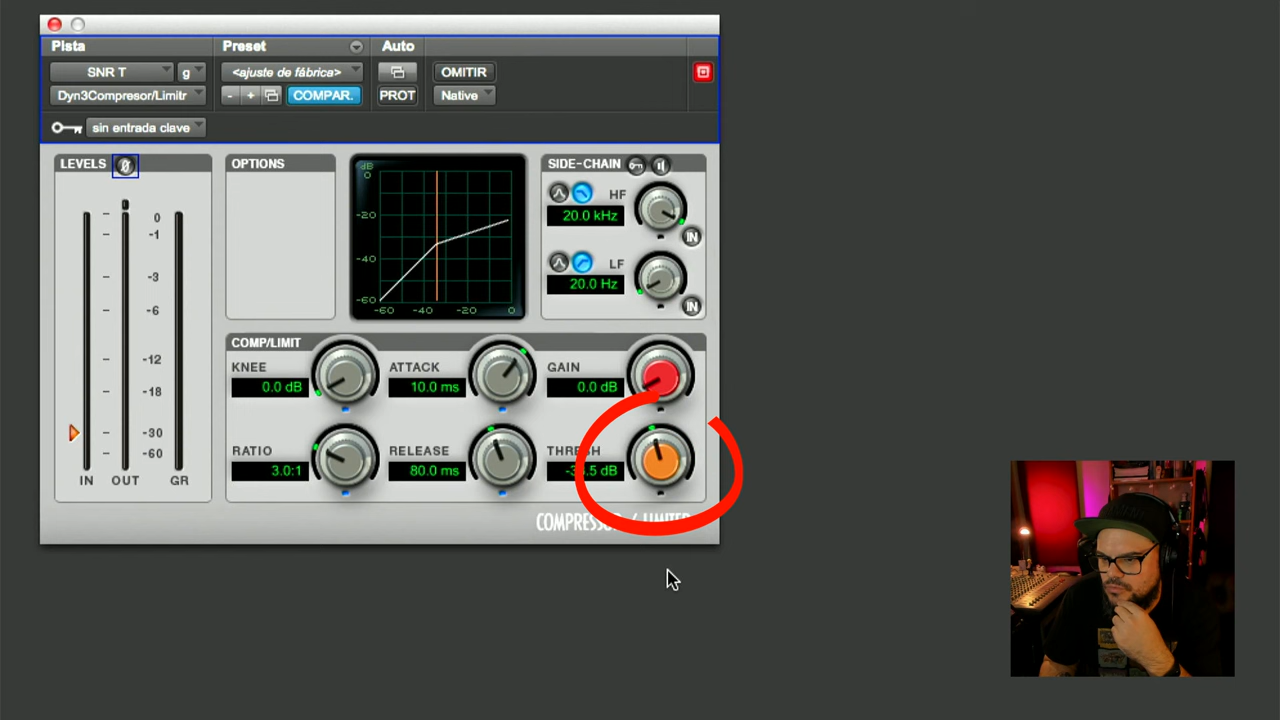 Pista
Preset
Auto
SNR T
g
<ajuste de fábrica>
OMITIR
Dyn3Compresor/Limitr
-
+
COMPAR.
PROT
Native
sin entrada clave
LEVELS
OPTIONS
SIDE-CHAIN
dB
0
-20
-40
-60
-60
-40
-20
0
HF
20.0 kHz
IN
LF
20.0 Hz
IN
0
-1
-3
-6
-12
-18
-30
-60
IN
OUT
GR
COMP/LIMIT
KNEE
0.0 dB
ATTACK
10.0 ms
GAIN
0.0 dB
RATIO
3.0:1
RELEASE
80.0 ms
THRESH
COMPRESSOR / LIMITER